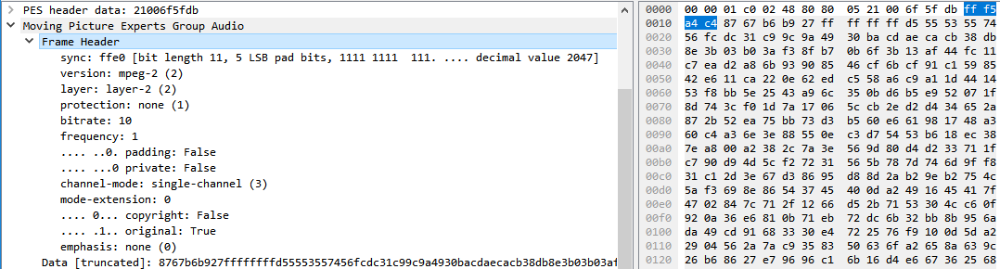 PES header data: 21006f5fdb
Moving Picture Experts Group Audio
Frame Header
sync: ffe0 [bit length 11, 5 LSB pad bits, 1111 1111  111. .... decimal value 2047]
version: mpeg-2 (2)
layer: layer-2 (2)
protection: none (1)
bitrate: 10
frequency: 1
.... ..0. padding: False
.... ...0 private: False
channel-mode: single-channel (3)
mode-extension: 0
.... 0... copyright: False
.... .1.. original: True
emphasis: none (0)
Data [truncated]: 8767b6b927ffffffffd55553557456fcdc31c99c9a4930bacdaecacb38db8e3b03b03af
0000 00 00 01 c0 02 48 80 80 05 21 00 6f 5f db ff f5
0010 a4 c4 87 67 b6 b9 27 ff ff ff ff d5 55 53 55 74
0020 56 fc dc 31 c9 9c 9a 49 30 ba cd ae ca cb 38 db
0030 8e 3b 03 b0 3a f3 8f b7 0b 6f 3b 13 af 44 fc 11
0040 c7 ea d2 a8 6b 93 90 85 46 cf 6b cf 91 c1 59 85
0050 42 e6 11 ca 22 0e 62 ed c5 58 a6 c9 a1 1d 44 14
0060 53 f8 bb 5e 25 43 a9 6c 35 0b d6 b5 e9 52 07 1f
0070 8d 74 3c f0 1d 7a 17 06 5c cb 2e d2 d4 34 65 2a
0080 87 2b 52 ea 75 bb 73 d3 b5 60 e6 61 98 17 48 a3
0090 60 c4 a3 6e 3e 88 55 0e c3 d7 54 53 b6 18 ec 38
00a0 7e a8 00 a2 38 2c 7a 3e 56 9d 80 d4 d2 33 71 1f
00b0 c7 90 d9 4d 5c f2 72 31 56 5b 78 7d 74 6d 9f f8
00c0 31 c1 2d 3e 67 d3 86 95 d8 8d 2a b2 9e b2 75 4c
00d0 5a f3 69 8e 86 54 37 45 40 0d a2 49 16 45 41 7f
00e0 47 02 84 7c 71 2f 12 66 d5 2b 71 53 30 4c c6 0f
00f0 92 0a 36 e6 81 0b 71 eb 72 dc 6b 32 bb 8b 95 6a
0100 da 49 cd 91 68 33 30 e4 72 25 76 f9 10 0d 5d a2
0110 29 04 56 2a 7a c9 35 83 50 63 6f a2 65 8a 63 9c
0120 26 b6 86 27 e7 96 96 c1 6b 16 d4 e6 67 36 25 68